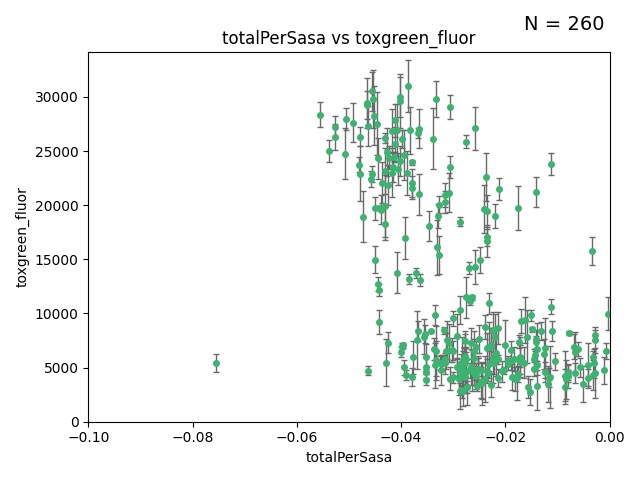 N = 260
totalPerSasa vs toxgreen_fluor
30000
25000
20000
15000
10000
5000
0
toxgreen_fluor
−0.10 −0.08 −0.06 −0.04 −0.02 0.00
totalPerSasa